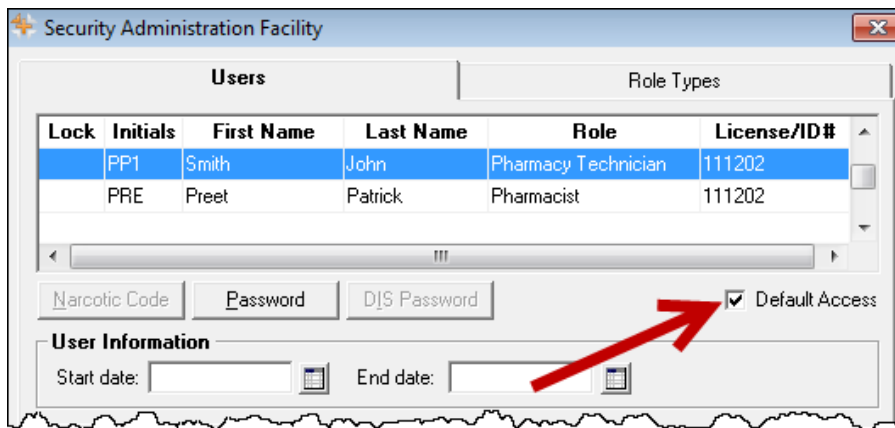 Security Administration Facility
Users Role Types
Lock Initials First Name Last Name Role License/ID#
PP1 Smith John Pharmacy Technician 111202
PRE Preet Patrick Pharmacist 111202
Narcotic Code Password DIS Password Default Access
User Information
Start date: End date: